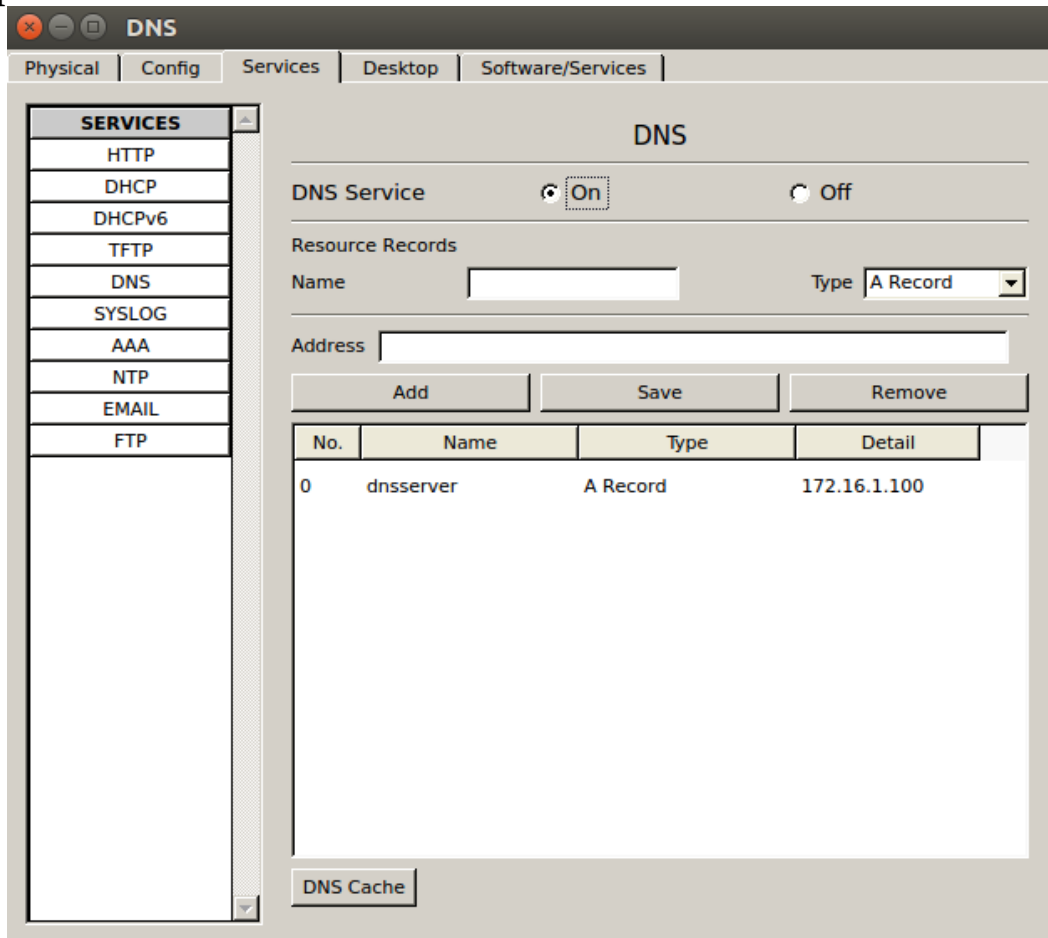 DNS
Physical Config Services Desktop Software/Services
SERVICES
HTTP
DHCP
DHCPv6
TFTP
DNS
SYSLOG
AAA
NTP
EMAIL
FTP
DNS
DNS Service On Off
Resource Records
Name Type A Record
Address
Add Save Remove
No. Name Type Detail
0 dnsserver A Record 172.16.1.100
DNS Cache